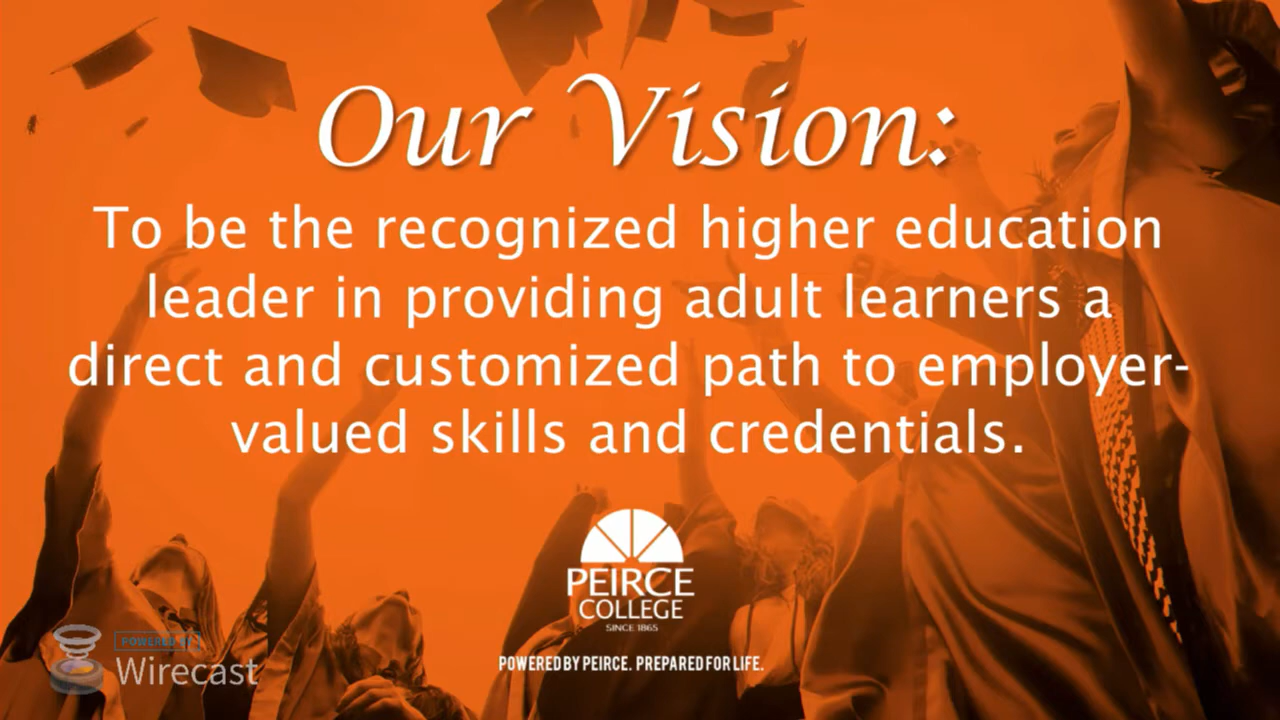 Our Vision:
To be the recognized higher education
leader in providing adult learners a
direct and customized path to employer-
valued skills and credentials.
PEIRCE
COLLEGE
SINCE 1865
POWERED BY PEIRCE. PREPARED FOR LIFE.
POWERED BY
Wirecast